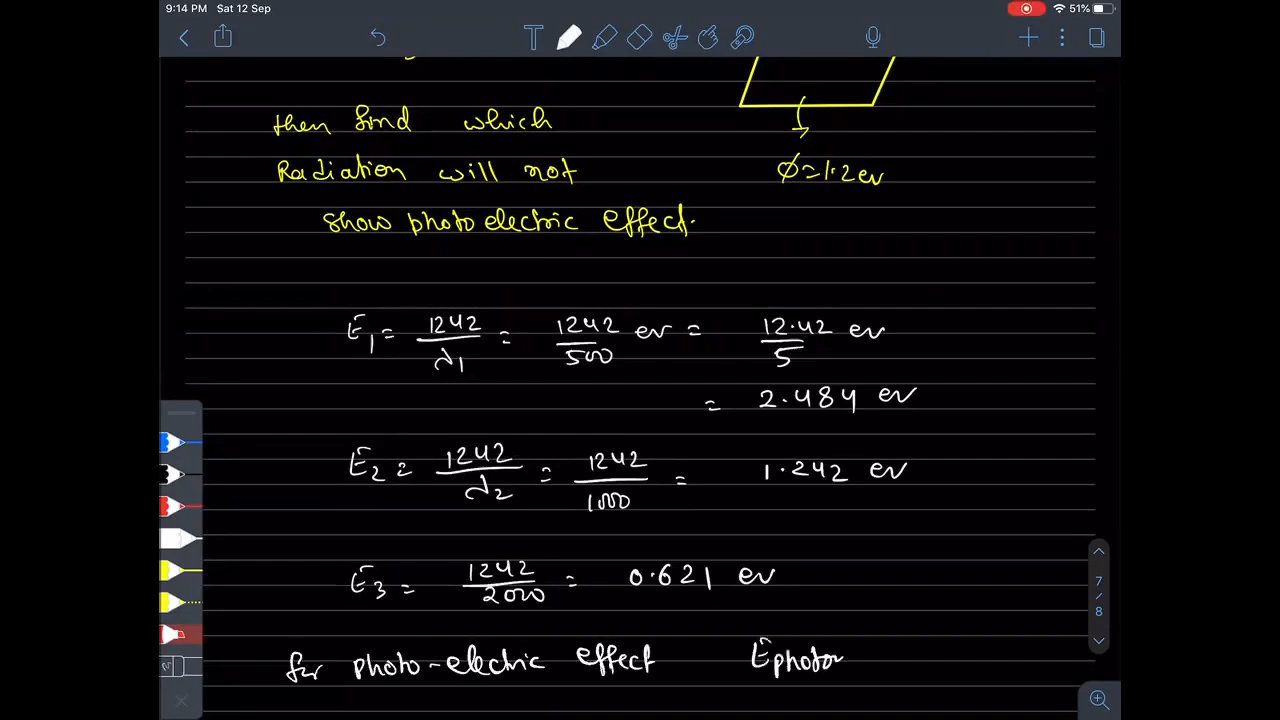 9:14 PM Sat 12 Sep 51%
then find which
Radiation will not
show photoelectric effect.
φ=1.2ev
E1= 1242/λ1 = 1242/500 ev = 12.42/5 ev
= 2.484 ev
E2= 1242/λ2 = 1242/1000 = 1.242 ev
E3= 1242/2000 = 0.621 ev
for photo-electric effect Ephoton
7/8